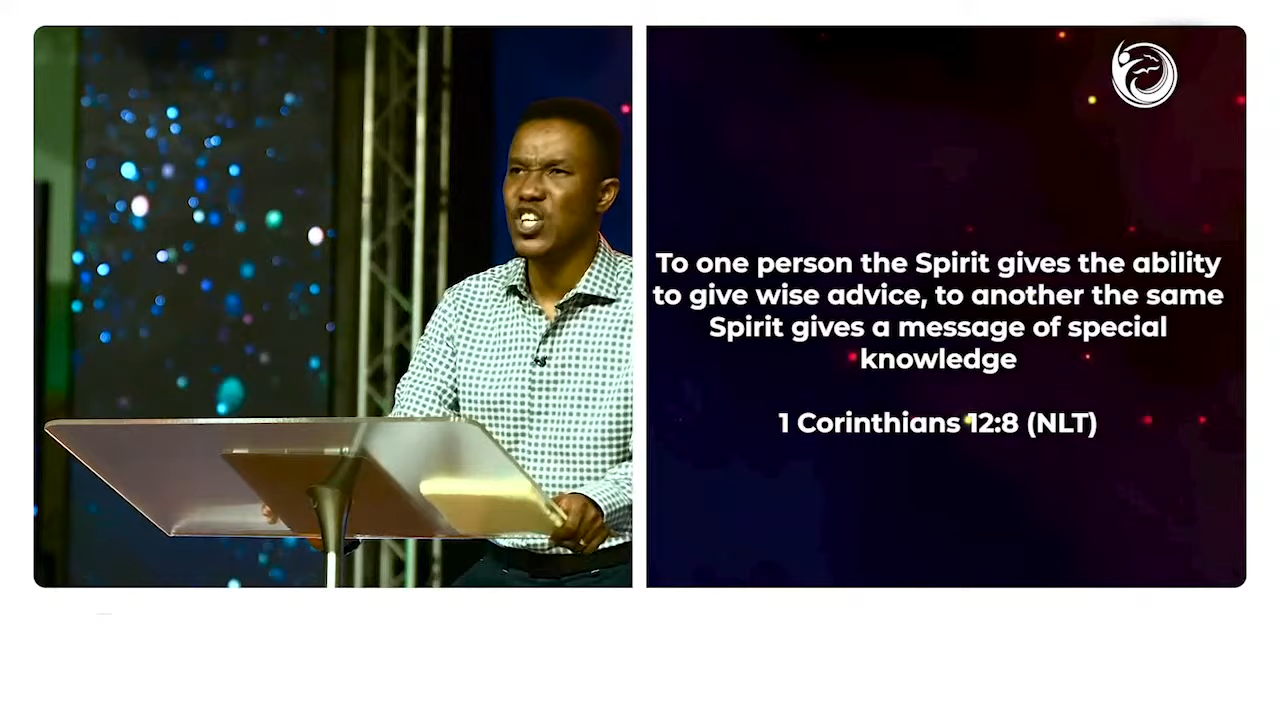 To one person the Spirit gives the ability
to give wise advice, to another the same
Spirit gives a message of special
knowledge
1 Corinthians 12:8 (NLT)